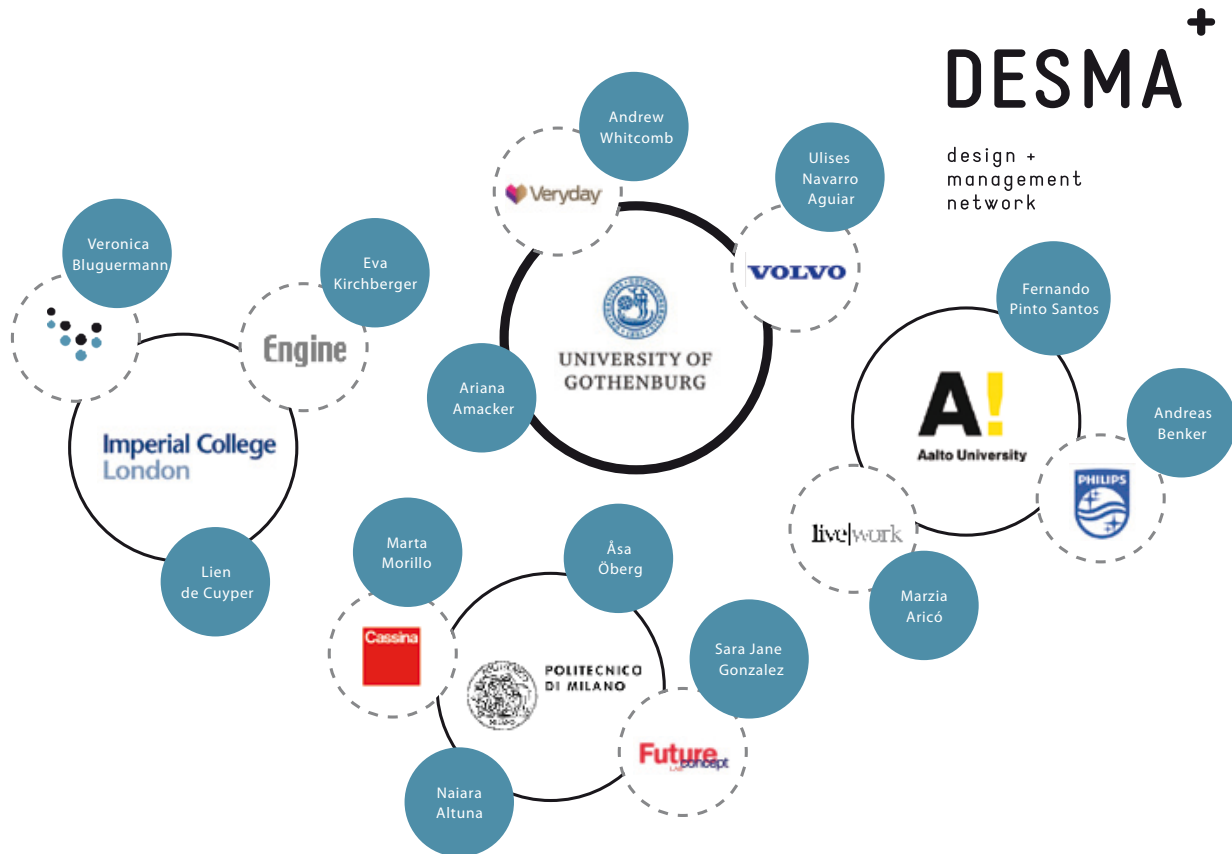 +
DESMA
design +
management
network
Andrew
Whitcomb
Veryday
Ulises
Navarro
Aguiar
VOLVO
UNIVERSITY OF
GOTHENBURG
Ariana
Amacker
Veronica
Bluguermann
Eva
Kirchberger
Engine
Imperial College
London
Lien
de Cuyper
Fernando
Pinto Santos
A!
Aalto University
Andreas
Benker
PHILIPS
live|work
Marzia
Aricó
Marta
Morillo
Cassina
Åsa
Öberg
POLITECNICO
DI MILANO
Sara Jane
Gonzalez
Future
LAB
concept
Naiara
Altuna